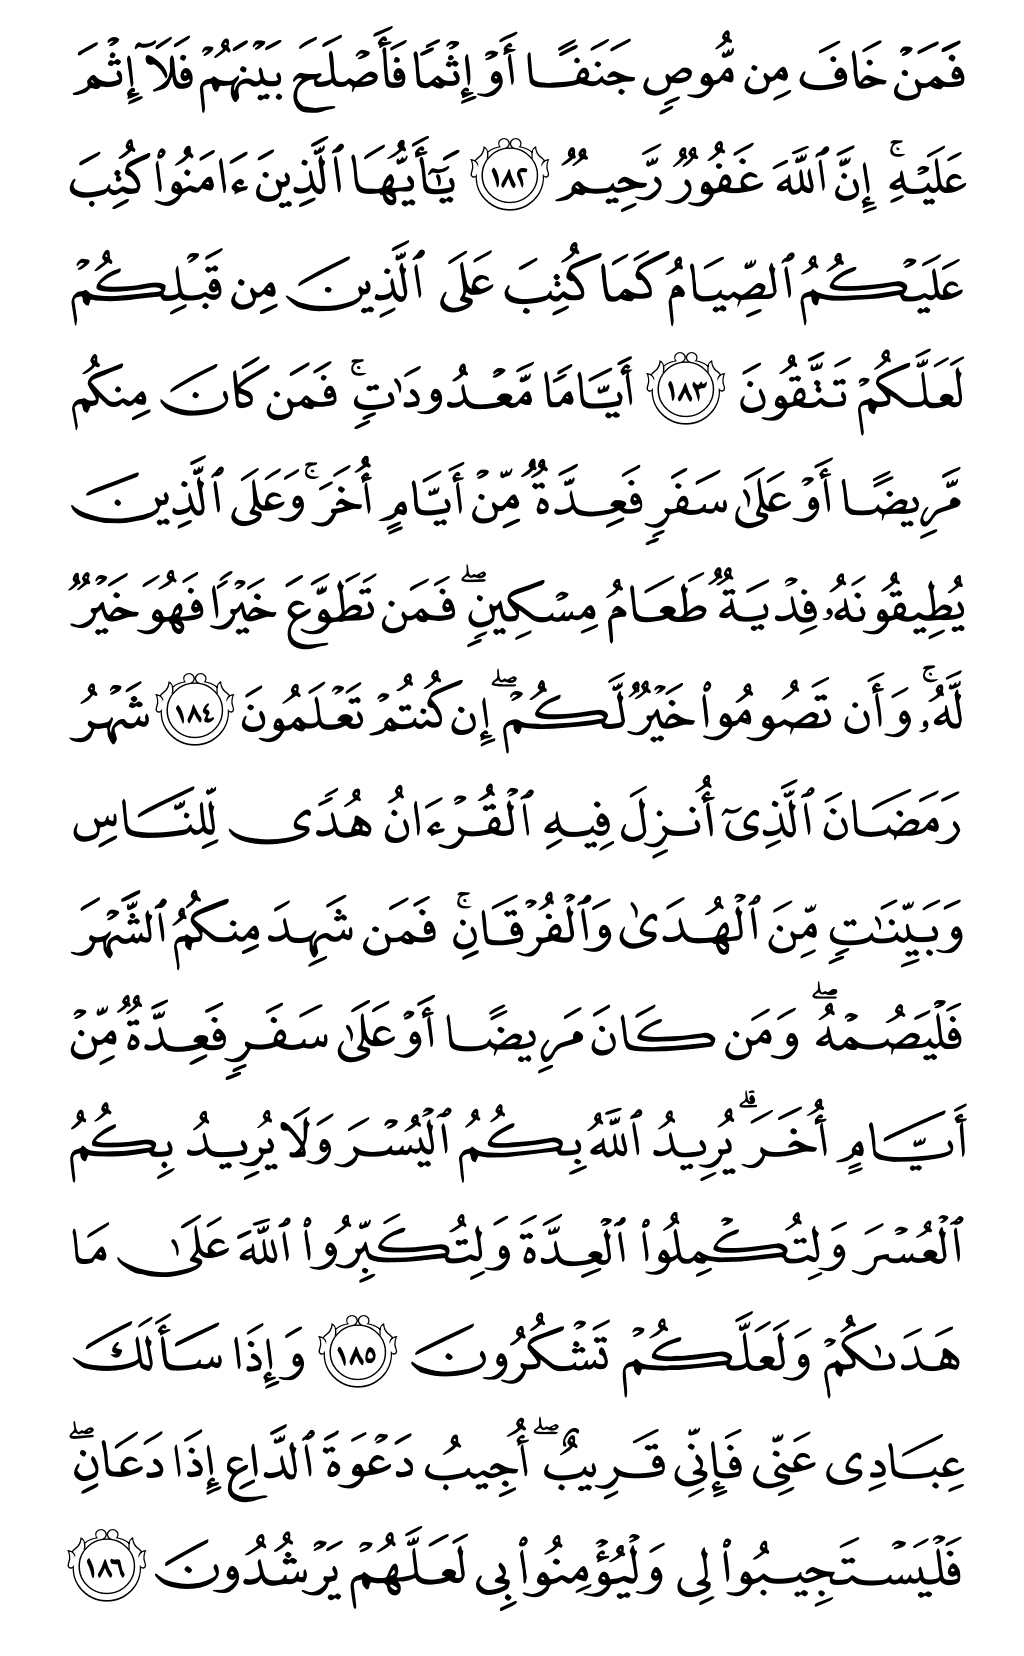 فَمَنۡ خَافَ مِن مُّوصٖ جَنَفًا أَوۡ إِثۡمٗا فَأَصۡلَحَ بَيۡنَهُمۡ فَلَآ إِثۡمَ
عَلَيۡهِۚ إِنَّ ٱللَّهَ غَفُورٞ رَّحِيمٞ ١٨٢ يَٰٓأَيُّهَا ٱلَّذِينَ ءَامَنُواْ كُتِبَ
عَلَيۡكُمُ ٱلصِّيَامُ كَمَا كُتِبَ عَلَى ٱلَّذِينَ مِن قَبۡلِكُمۡ
لَعَلَّكُمۡ تَتَّقُونَ ١٨٣ أَيَّامٗا مَّعۡدُودَٰتٖۚ فَمَن كَانَ مِنكُم
مَّرِيضًا أَوۡ عَلَىٰ سَفَرٖ فَعِدَّةٞ مِّنۡ أَيَّامٍ أُخَرَۚ وَعَلَى ٱلَّذِينَ
يُطِيقُونَهُۥ فِدۡيَةٞ طَعَامُ مِسۡكِينٖۖ فَمَن تَطَوَّعَ خَيۡرٗا فَهُوَ خَيۡرٞ
لَّهُۥۚ وَأَن تَصُومُواْ خَيۡرٞ لَّكُمۡۖ إِن كُنتُمۡ تَعۡلَمُونَ ١٨٤ شَهۡرُ
رَمَضَانَ ٱلَّذِيٓ أُنزِلَ فِيهِ ٱلۡقُرۡءَانُ هُدٗى لِّلنَّاسِ
وَبَيِّنَٰتٖ مِّنَ ٱلۡهُدَىٰ وَٱلۡفُرۡقَانِۚ فَمَن شَهِدَ مِنكُمُ ٱلشَّهۡرَ
فَلۡيَصُمۡهُۖ وَمَن كَانَ مَرِيضًا أَوۡ عَلَىٰ سَفَرٖ فَعِدَّةٞ مِّنۡ
أَيَّامٍ أُخَرَۗ يُرِيدُ ٱللَّهُ بِكُمُ ٱلۡيُسۡرَ وَلَا يُرِيدُ بِكُمُ
ٱلۡعُسۡرَ وَلِتُكۡمِلُواْ ٱلۡعِدَّةَ وَلِتُكَبِّرُواْ ٱللَّهَ عَلَىٰ مَا
هَدَىٰكُمۡ وَلَعَلَّكُمۡ تَشۡكُرُونَ ١٨٥ وَإِذَا سَأَلَكَ
عِبَادِي عَنِّي فَإِنِّي قَرِيبٌۖ أُجِيبُ دَعۡوَةَ ٱلدَّاعِ إِذَا دَعَانِۖ
فَلۡيَسۡتَجِيبُواْ لِي وَلۡيُؤۡمِنُواْ بِي لَعَلَّهُمۡ يَرۡشُدُونَ ١٨٦